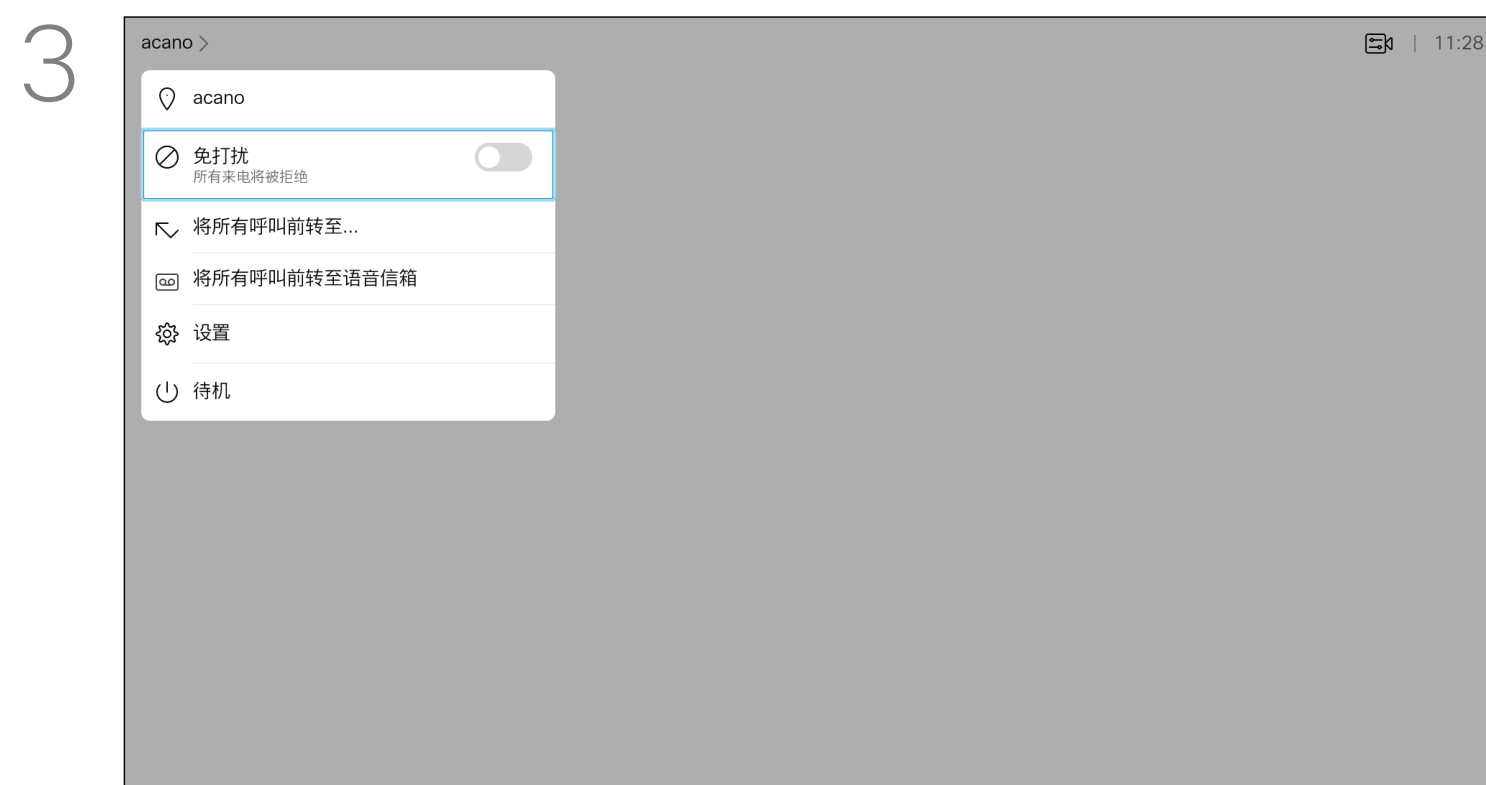 3
acano
11:28
acano
免打扰
所有来电将被拒绝
将所有呼叫前转至...
将所有呼叫前转至语音信箱
设置
待机